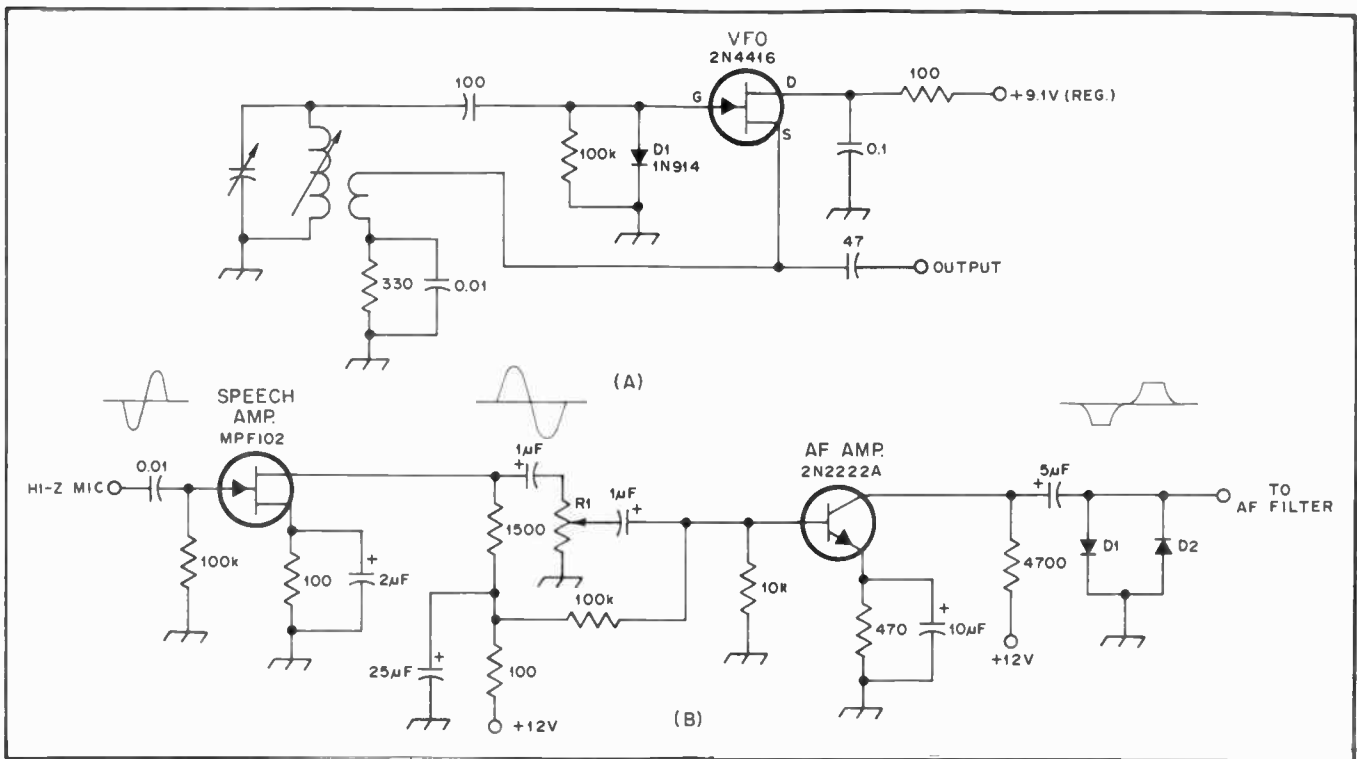 VFO
2N4416
100
G
D
S
100
+9.1V (REG.)
100k
D1
1N914
0.1
47
OUTPUT
330
0.01
(A)
SPEECH
AMP.
MPF102
HI-Z MIC
0.01
100k
100
+
2µF
1µF
+
1500
R1
1µF
+
100k
25µF
+
100
+12V
(B)
10k
AF AMP.
2N2222A
470
+
10µF
4700
+12V
5µF
+
D1
D2
TO
AF FILTER